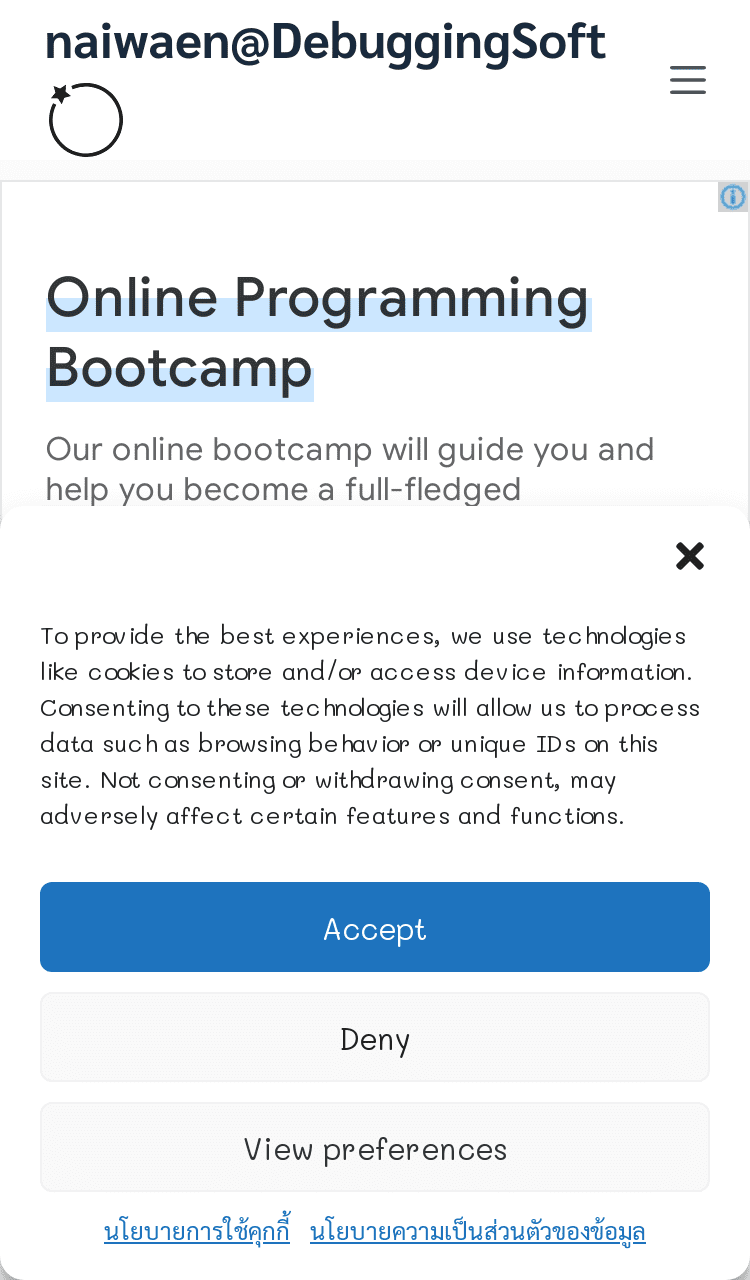 naiwaen@DebuggingSoft
Online Programming
Bootcamp
Our online bootcamp will guide you and
help you become a full-fledged
To provide the best experiences, we use technologies
like cookies to store and/or access device information.
Consenting to these technologies will allow us to process
data such as browsing behavior or unique IDs on this
site. Not consenting or withdrawing consent, may
adversely affect certain features and functions.
Accept
Deny
View preferences
นโยบายการใช้คุกกี้ นโยบายความเป็นส่วนตัวของข้อมูล